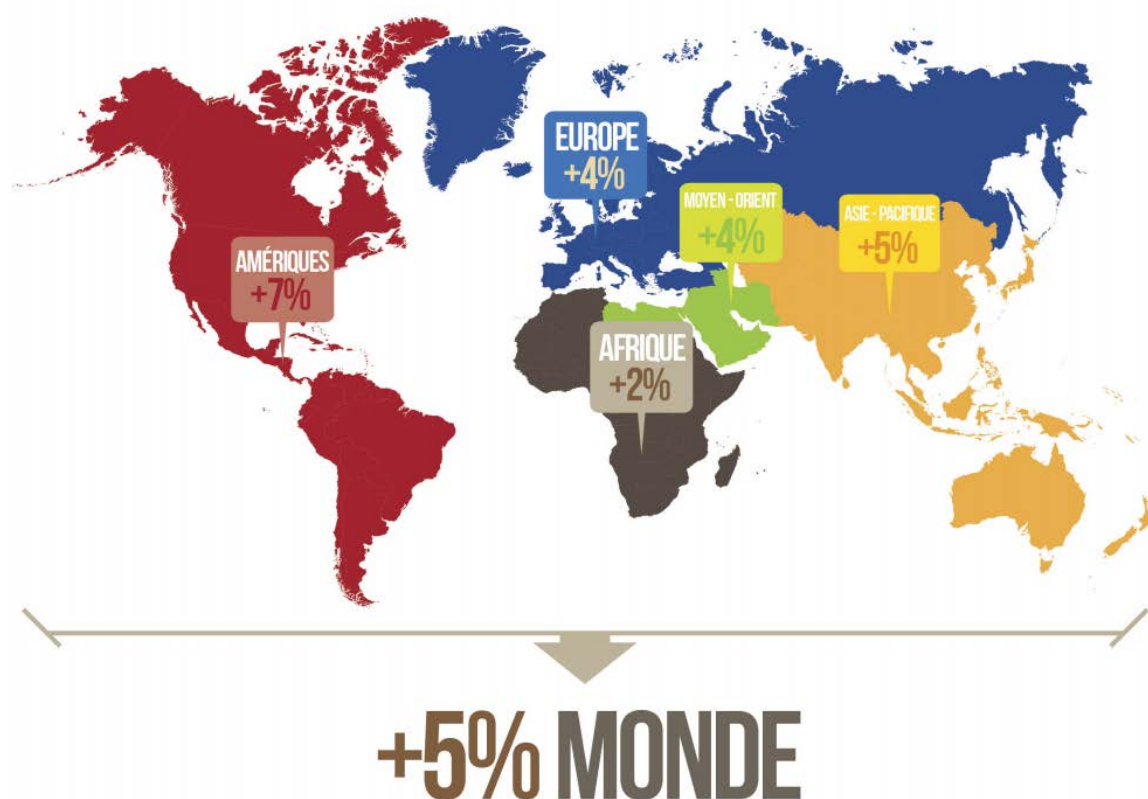 EUROPE
+4%
MOYEN - ORIENT
+4%
ASIE - PACIFIQUE
+5%
AMÉRIQUES
+7%
AFRIQUE
+2%
+5% MONDE